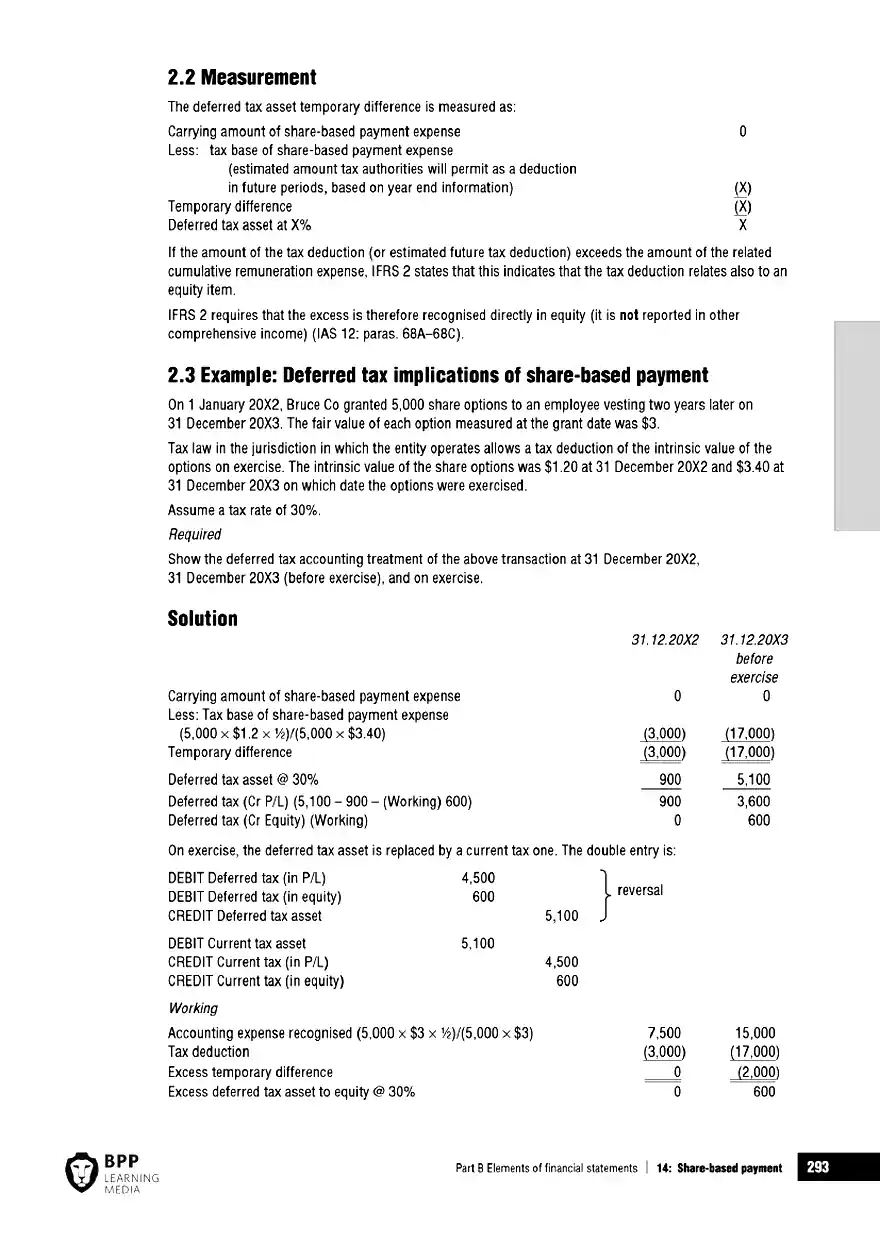 2.2 Measurement
The deferred tax asset temporary difference is measured as:
Carrying amount of share-based payment expense 0
Less: tax base of share-based payment expense
(estimated amount tax authorities will permit as a deduction
in future periods, based on year end information) (X)
Temporary difference (X)
Deferred tax asset at X% X
If the amount of the tax deduction (or estimated future tax deduction) exceeds the amount of the related
cumulative remuneration expense, IFRS 2 states that this indicates that the tax deduction relates also to an
equity item.
IFRS 2 requires that the excess is therefore recognised directly in equity (it is not reported in other
comprehensive income) (IAS 12: paras. 68A–68C).
2.3 Example: Deferred tax implications of share-based payment
On 1 January 20X2, Bruce Co granted 5,000 share options to an employee vesting two years later on
31 December 20X3. The fair value of each option measured at the grant date was $3.
Tax law in the jurisdiction in which the entity operates allows a tax deduction of the intrinsic value of the
options on exercise. The intrinsic value of the share options was $1.20 at 31 December 20X2 and $3.40 at
31 December 20X3 on which date the options were exercised.
Assume a tax rate of 30%.
Required
Show the deferred tax accounting treatment of the above transaction at 31 December 20X2,
31 December 20X3 (before exercise), and on exercise.
Solution
31.12.20X2 31.12.20X3
before
exercise
Carrying amount of share-based payment expense 0 0
Less: Tax base of share-based payment expense
(5,000 × $1.2 × ½)/(5,000 × $3.40) (3,000) (17,000)
Temporary difference (3,000) (17,000)
Deferred tax asset @ 30% 900 5,100
Deferred tax (Cr P/L) (5,100 – 900 – (Working) 600) 900 3,600
Deferred tax (Cr Equity) (Working) 0 600
On exercise, the deferred tax asset is replaced by a current tax one. The double entry is:
DEBIT Deferred tax (in P/L) 4,500
DEBIT Deferred tax (in equity) 600 reversal
CREDIT Deferred tax asset 5,100
DEBIT Current tax asset 5,100
CREDIT Current tax (in P/L) 4,500
CREDIT Current tax (in equity) 600
Working
Accounting expense recognised (5,000 × $3 × ½)/(5,000 × $3) 7,500 15,000
Tax deduction (3,000) (17,000)
Excess temporary difference 0 (2,000)
Excess deferred tax asset to equity @ 30% 0 600
BPP
LEARNING
MEDIA
Part B Elements of financial statements | 14: Share-based payment 293